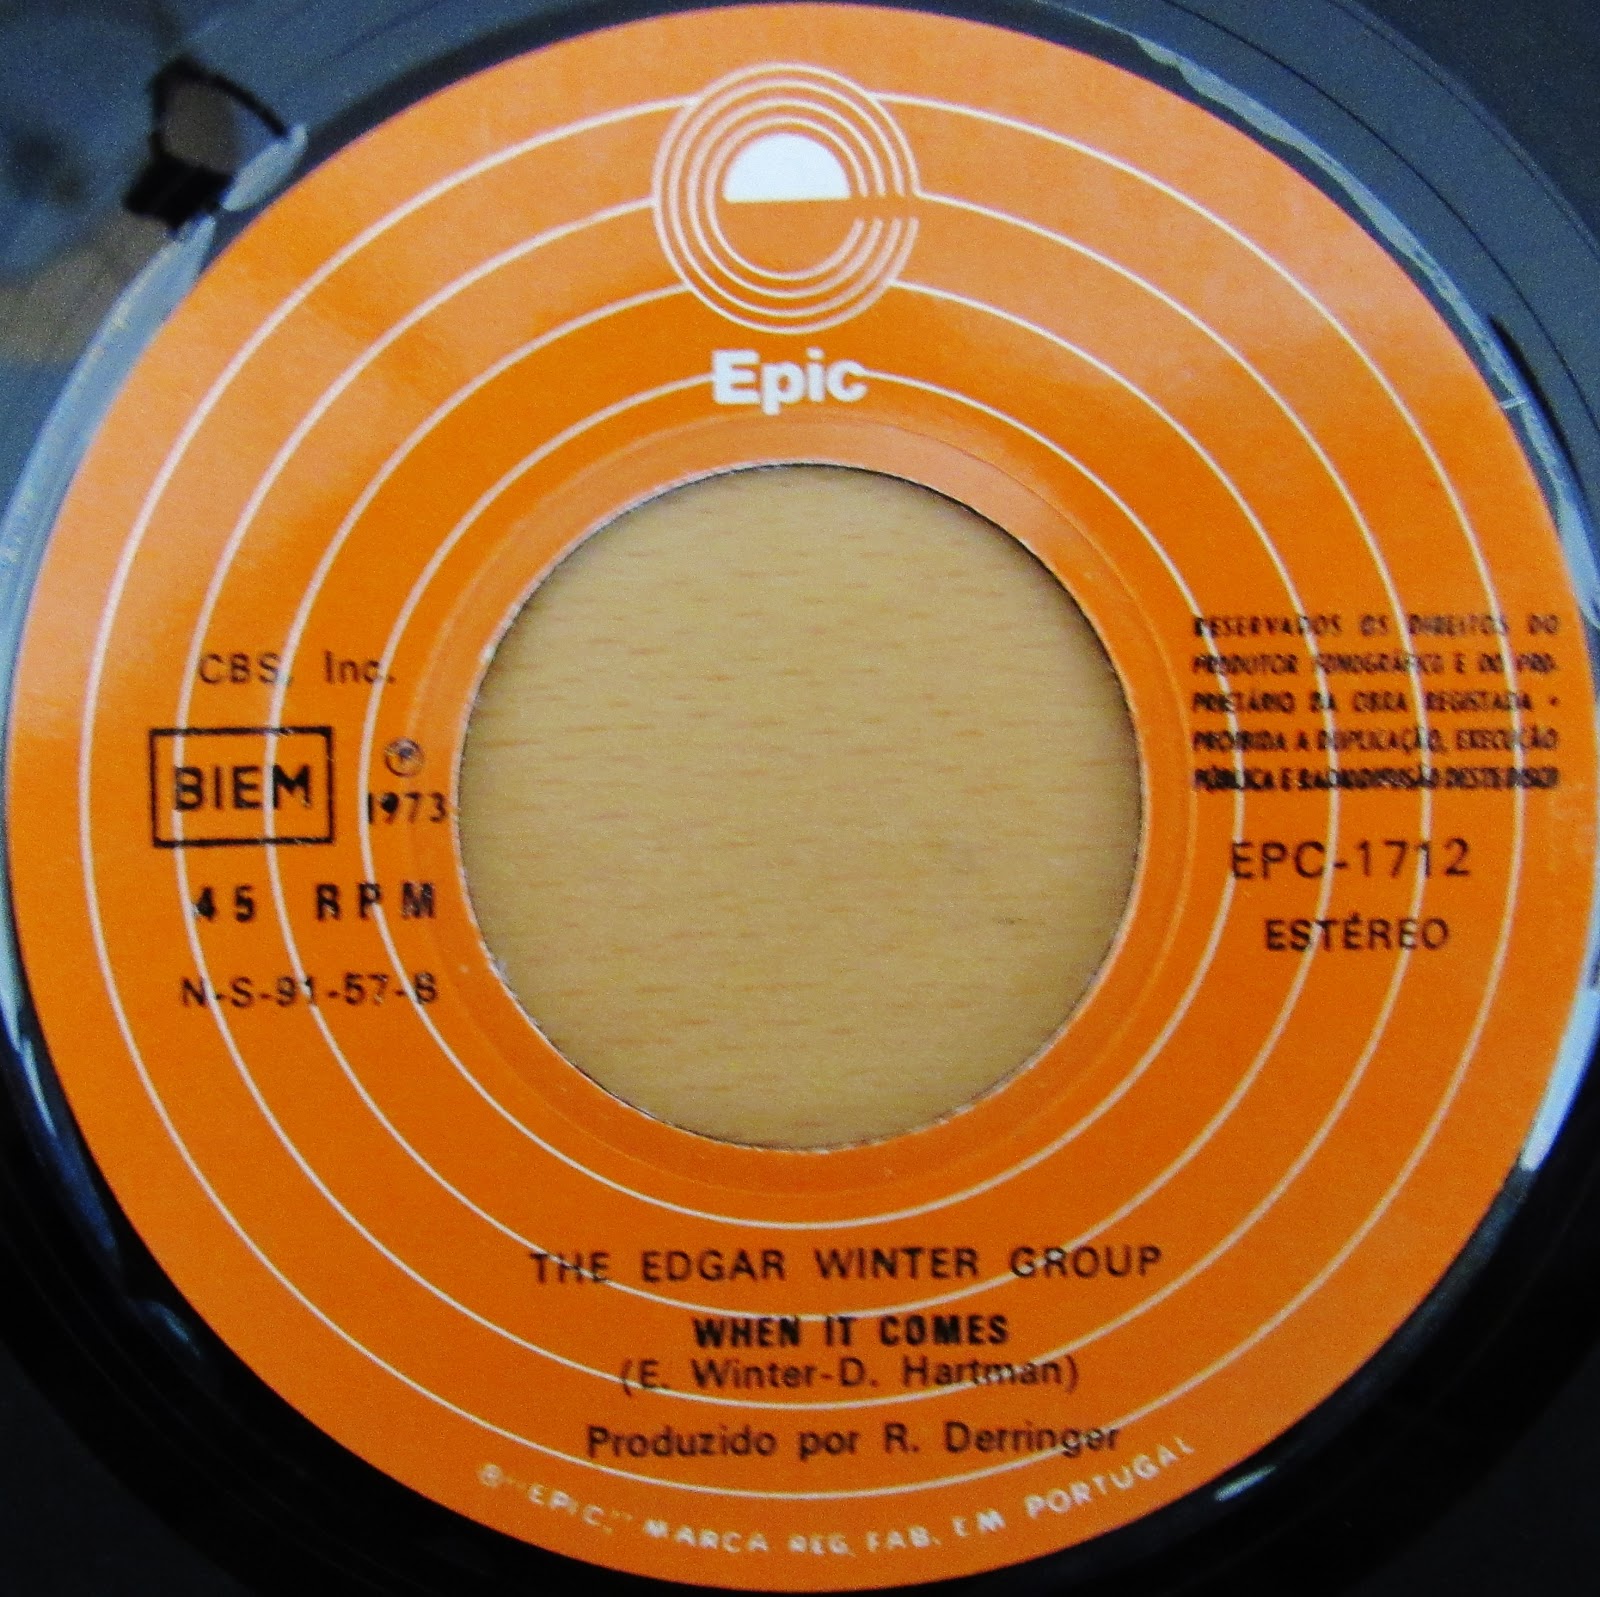 Epic
CBS, Inc.
BIEM
℗
1973
45 RPM
N-S-91-57-B
RESERVADOS OS DIREITOS DO
PRODUTOR FONOGRÁFICO E DO PRO-
PRIETÁRIO DA OBRA REGISTADA •
PROIBIDA A DUPLICAÇÃO, EXECUÇÃO
PÚBLICA E RADIODIFUSÃO DESTE DISCO
EPC-1712
ESTÉREO
THE EDGAR WINTER GROUP
WHEN IT COMES
(E. Winter-D. Hartman)
Produzido por R. Derringer
® "EPIC," MARCA REG. FAB. EM PORTUGAL